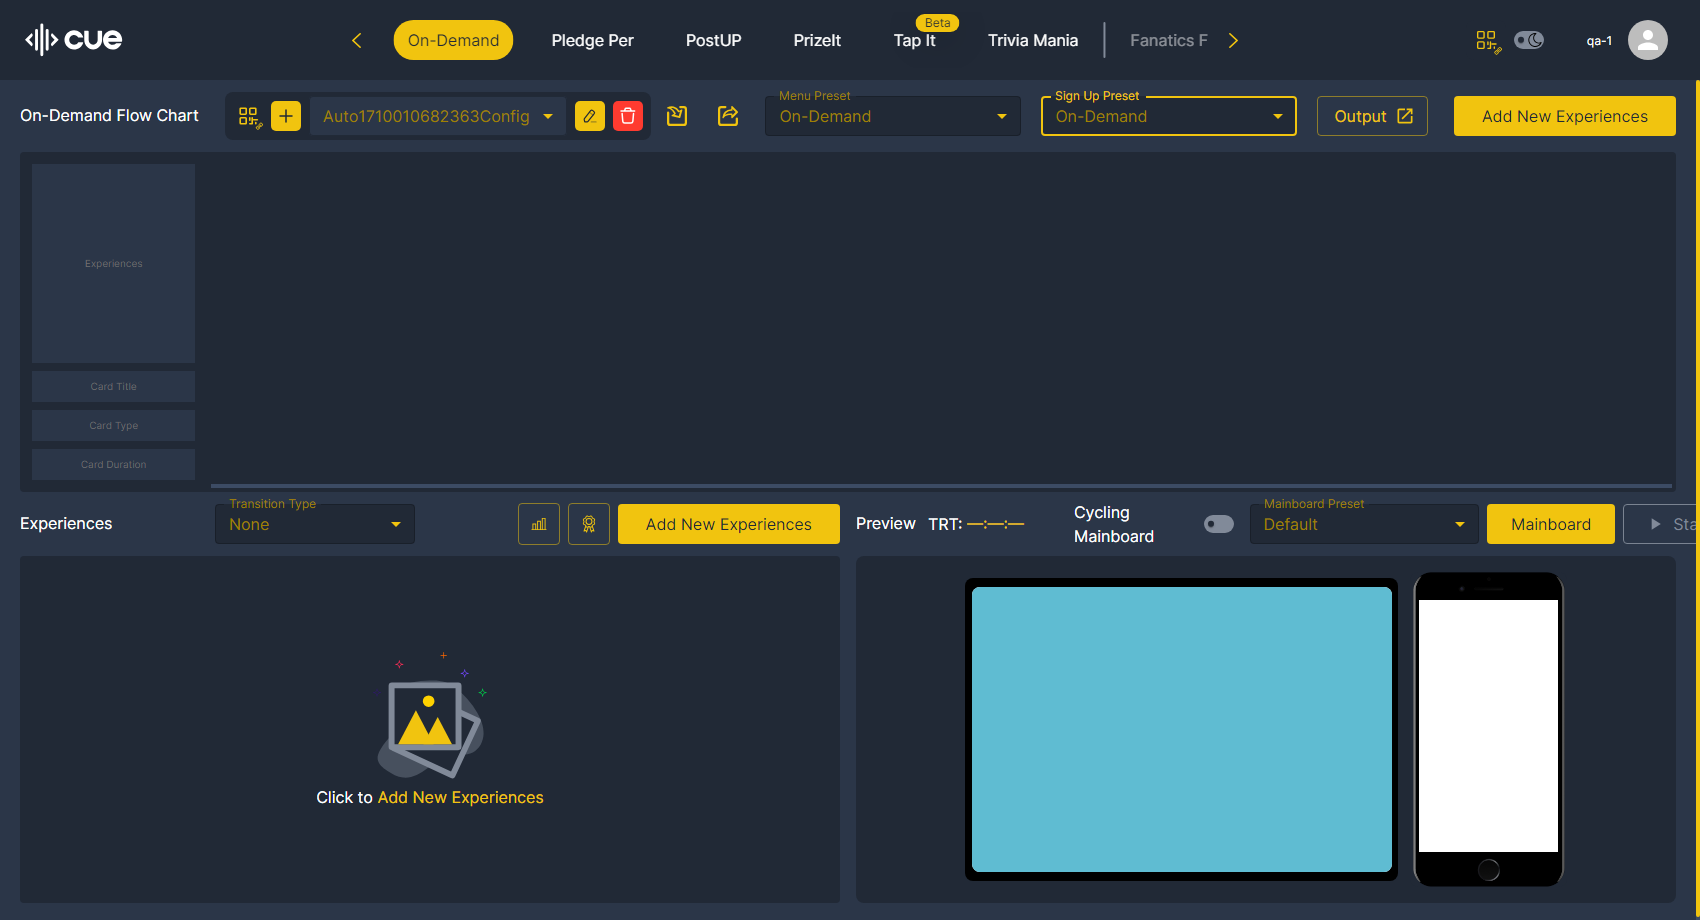 cue
On-Demand
Pledge Per
PostUP
PrizeIt
Beta
Tap It
Trivia Mania
Fanatics F
qa-1
On-Demand Flow Chart
Auto1710010682363Config
Menu Preset
On-Demand
Sign Up Preset
On-Demand
Output
Add New Experiences
Experiences
Card Title
Card Type
Card Duration
Experiences
Transition Type
None
Add New Experiences
Preview
TRT: —:—:—
Cycling
Mainboard
Mainboard Preset
Default
Mainboard
Sta
Click to Add New Experiences